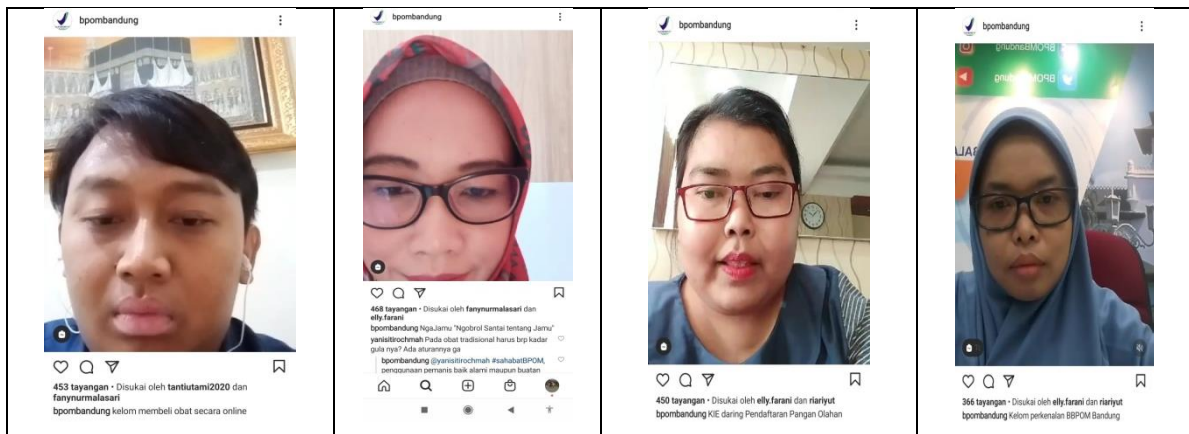 bpombandung
453 tayangan • Disukai oleh tantiutami2020 dan
fanynurmalasari
bpombandung kelom membeli obat secara online
bpombandung
468 tayangan • Disukai oleh fanynurmalasari dan
elly.farani
bpombandung NgaJamu "Ngobrol Santai tentang Jamu"
yanisitirochmah Pada obat tradisional harus brp kadar
gula nya? Ada aturannya ga
bpombandung @yanisitirochmah #sahabatBPOM,
penggunaan pemanis baik alami maupun buatan
bpombandung
450 tayangan • Disukai oleh elly.farani dan riariyut
bpombandung KIE daring Pendaftaran Pangan Olahan
bpombandung
BPOMBandung
BPOMBandung
366 tayangan • Disukai oleh elly.farani dan riariyut
bpombandung Kelom perkenalan BBPOM Bandung